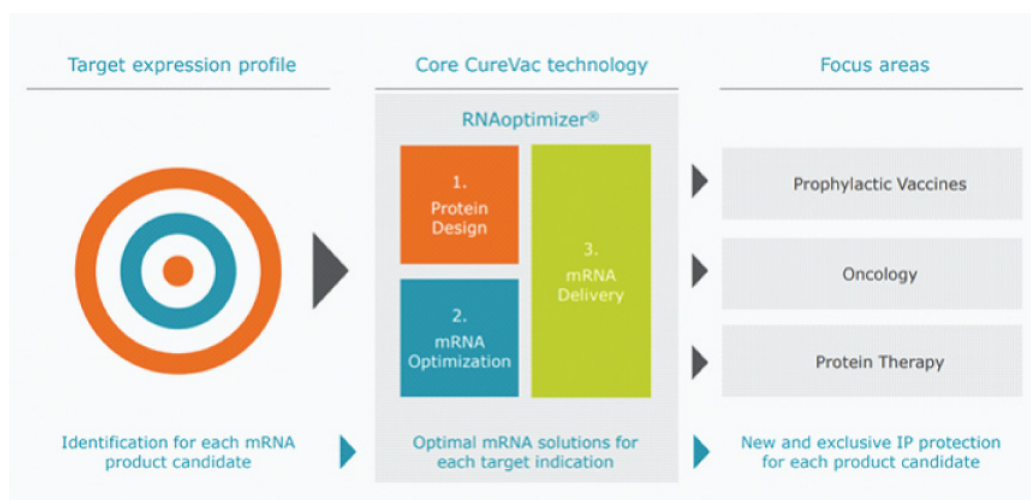 Target expression profile
Core CureVac technology
Focus areas
RNAoptimizer®
1.
Protein
Design
2.
mRNA
Optimization
3.
mRNA
Delivery
Prophylactic Vaccines
Oncology
Protein Therapy
Identification for each mRNA
product candidate
Optimal mRNA solutions for
each target indication
New and exclusive IP protection
for each product candidate